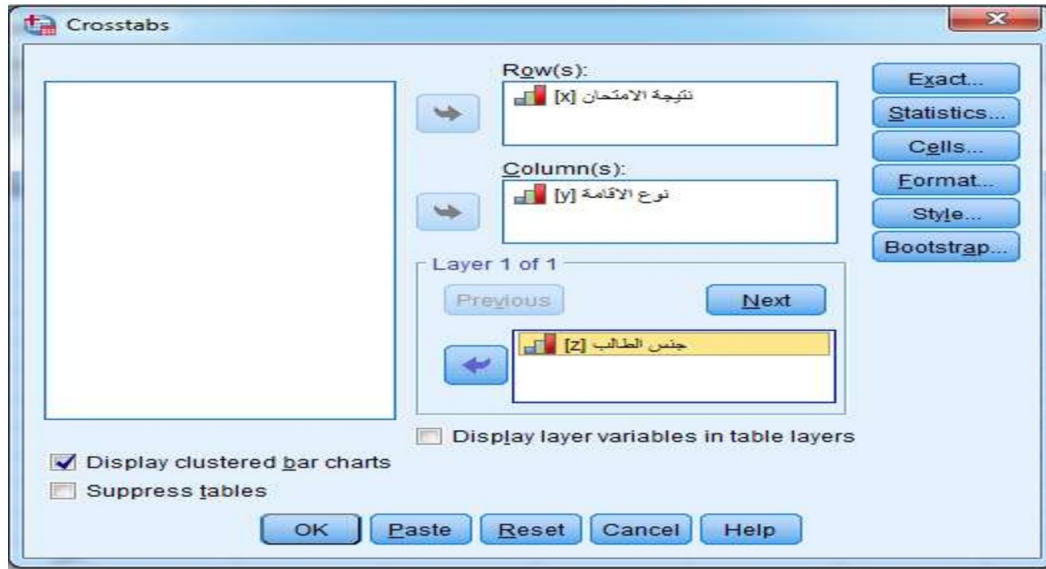 Crosstabs
Row(s):
نتيجة الامتحان [x]
Column(s):
نوع الاقامة [y]
Layer 1 of 1
Previous
Next
جنس الطالب [z]
Display layer variables in table layers
Display clustered bar charts
Suppress tables
Exact...
Statistics...
Cells...
Format...
Style...
Bootstrap...
OK
Paste
Reset
Cancel
Help